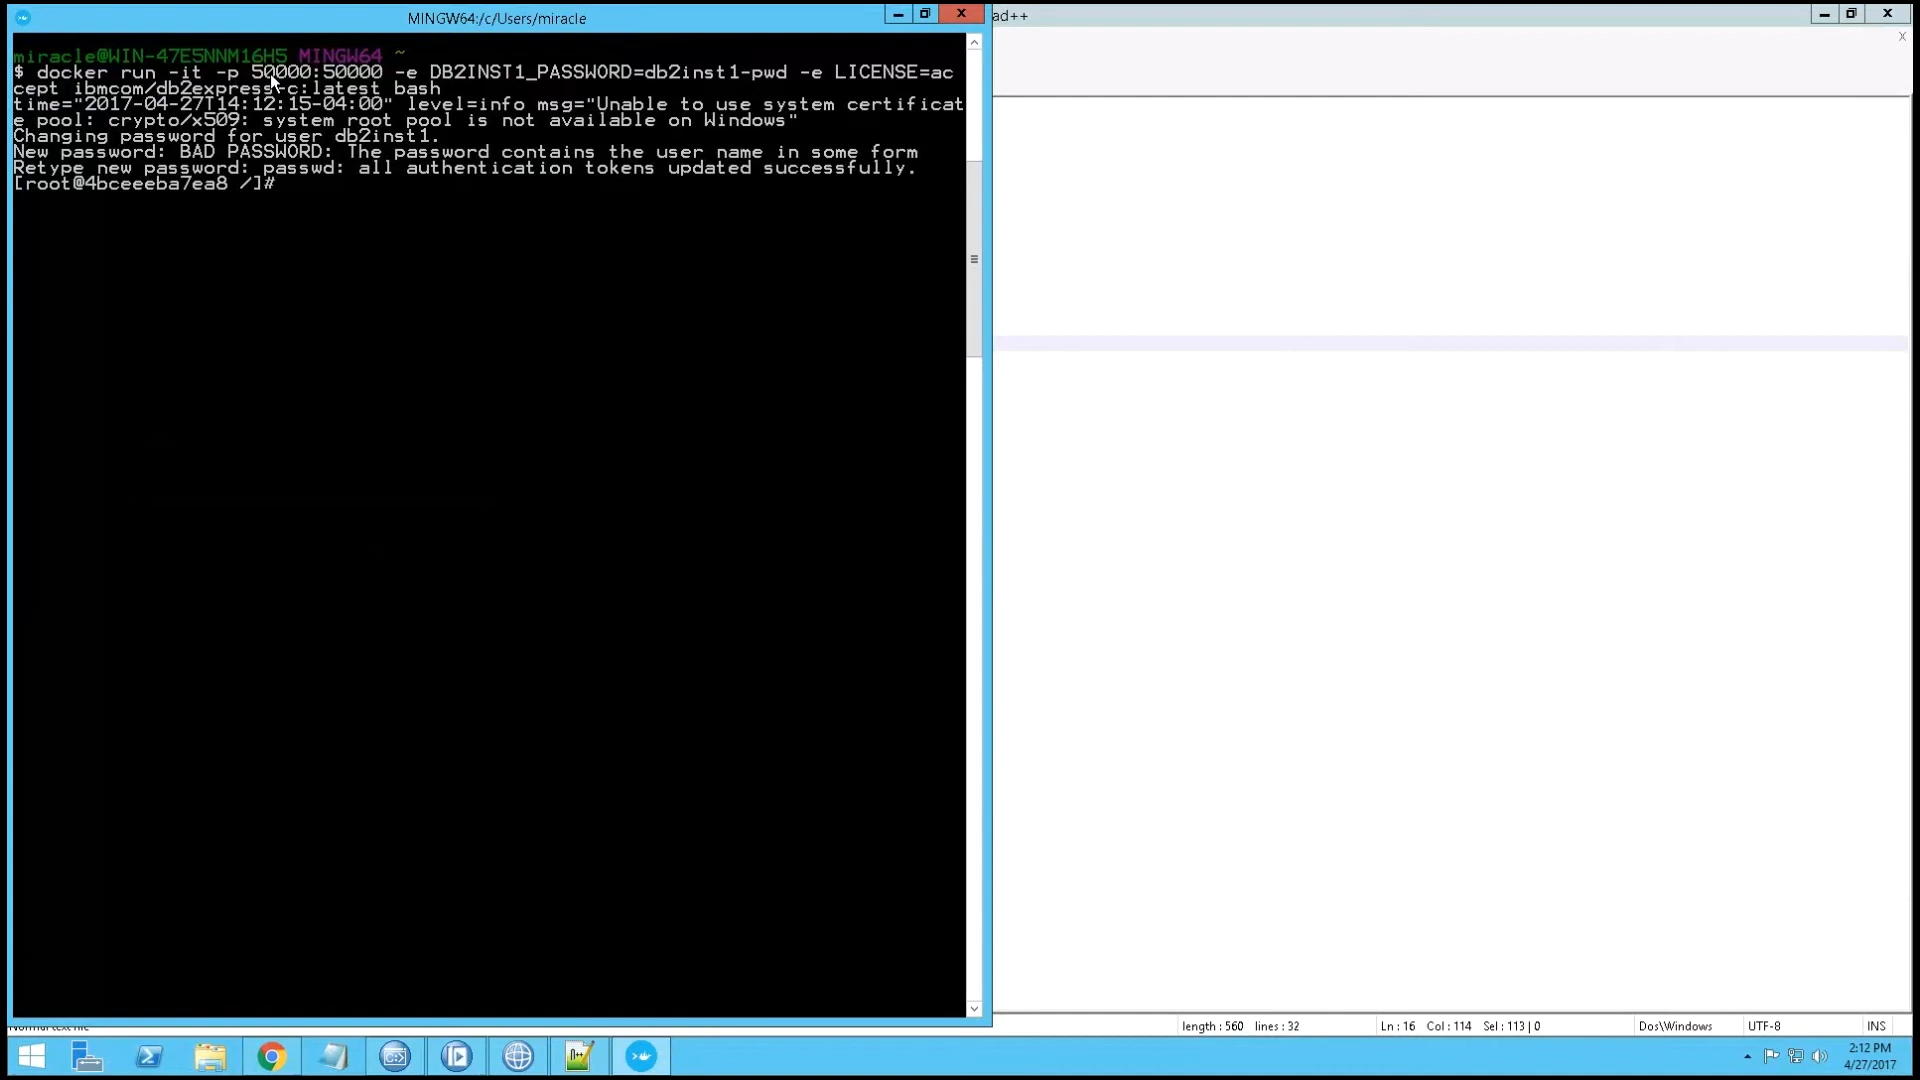 MINGW64:/c/Users/miracle
ad++
miracle@WIN-47E5NNM16H5 MINGW64 ~
$ docker run -it -p 50000:50000 -e DB2INST1_PASSWORD=db2inst1-pwd -e LICENSE=ac
cept ibmcom/db2express-c:latest bash
time="2017-04-27T14:12:15-04:00" level=info msg="Unable to use system certificat
e pool: crypto/x509: system root pool is not available on Windows"
Changing password for user db2inst1.
New password: BAD PASSWORD: The password contains the user name in some form
Retype new password: passwd: all authentication tokens updated successfully.
[root@4bceeeba7ea8 /]#
Normal text file
length : 560 lines : 32
Ln : 16 Col : 114 Sel : 113 | 0
Dos\Windows
UTF-8
INS
2:12 PM
4/27/2017